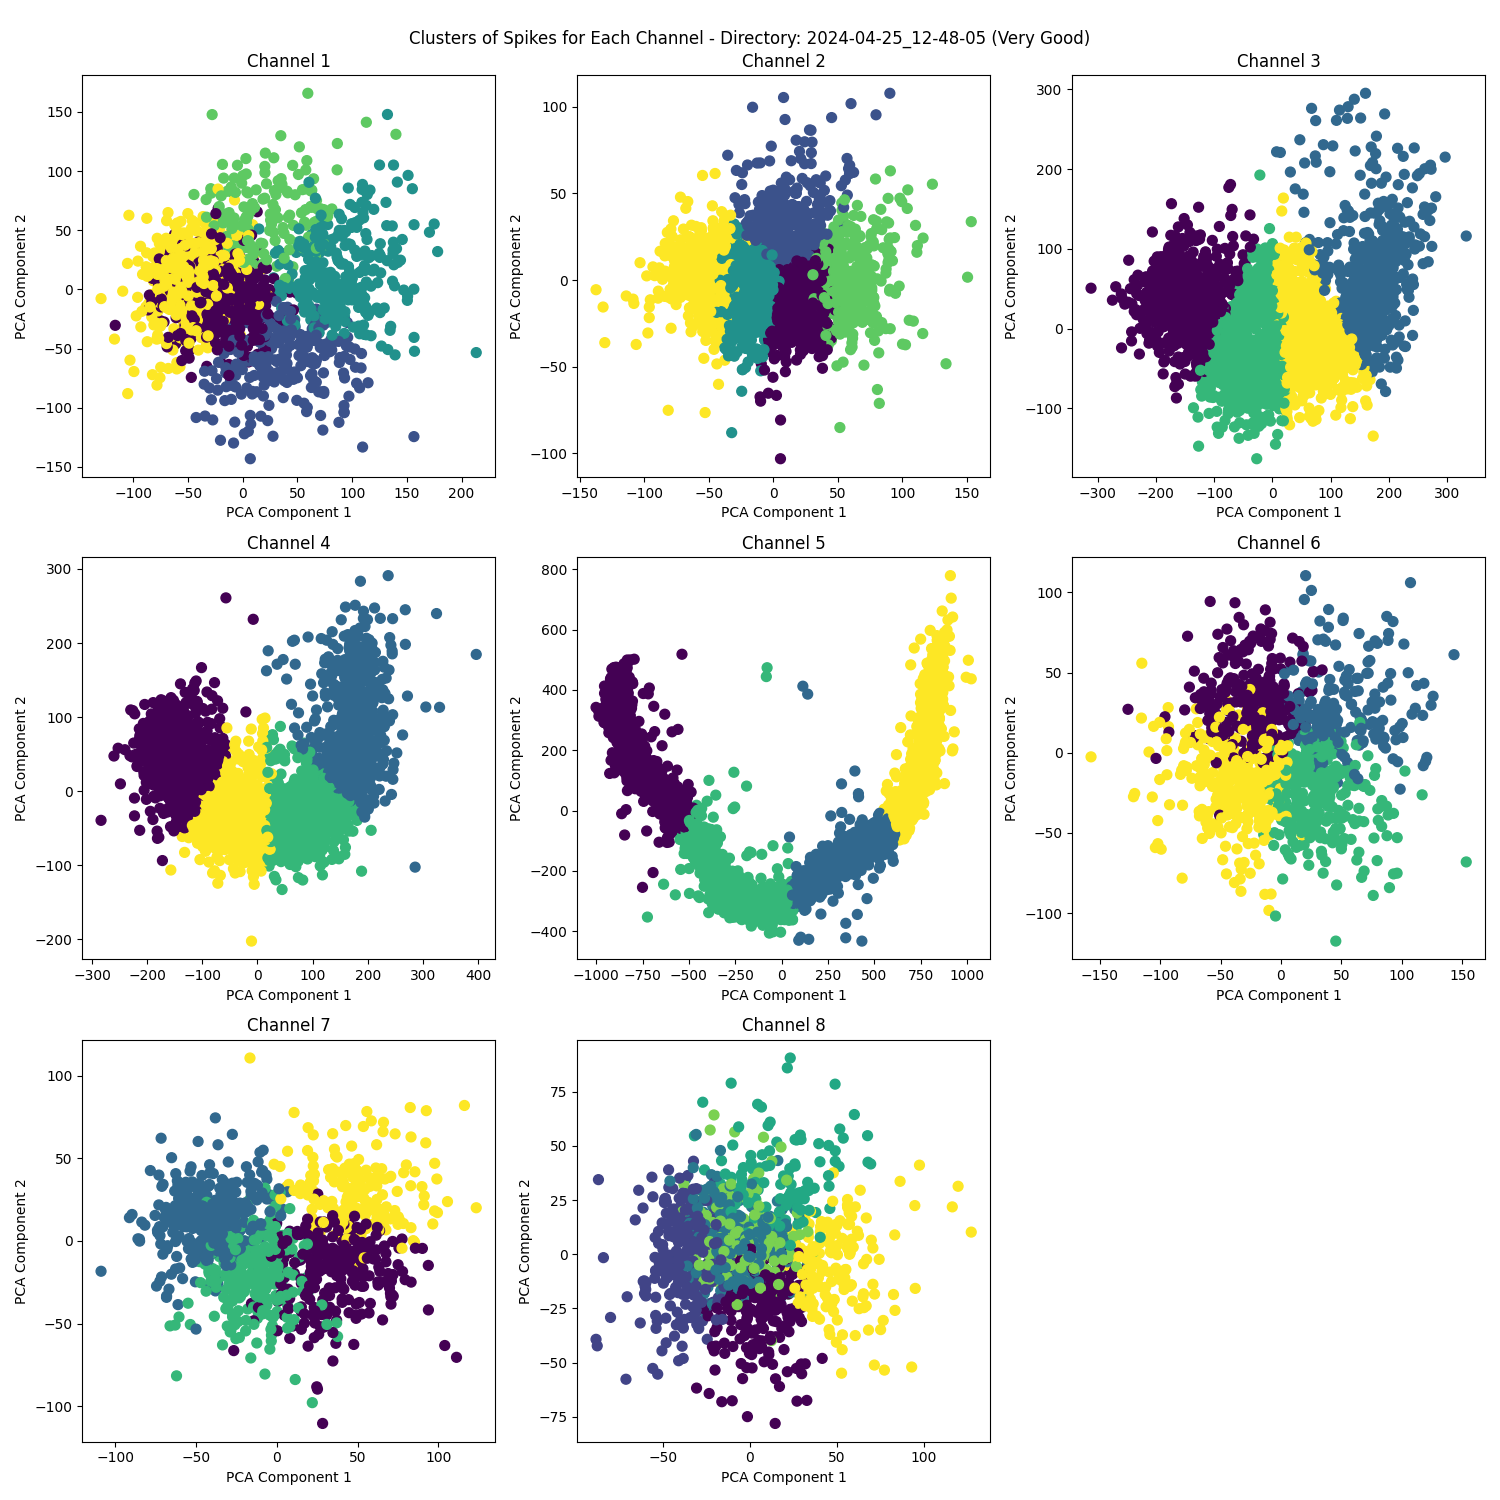 Clusters of Spikes for Each Channel - Directory: 2024-04-25_12-48-05 (Very Good)
Channel 1
150
100
50
0
−50
−100
−150
PCA Component 2
−100 −50 0 50 100 150 200
PCA Component 1
Channel 2
100
50
0
−50
−100
PCA Component 2
−150 −100 −50 0 50 100 150
PCA Component 1
Channel 3
300
200
100
0
−100
PCA Component 2
−300 −200 −100 0 100 200 300
PCA Component 1
Channel 4
300
200
100
0
−100
−200
PCA Component 2
−300 −200 −100 0 100 200 300 400
PCA Component 1
Channel 5
800
600
400
200
0
−200
−400
PCA Component 2
−1000 −750 −500 −250 0 250 500 750 1000
PCA Component 1
Channel 6
100
50
0
−50
−100
PCA Component 2
−150 −100 −50 0 50 100 150
PCA Component 1
Channel 7
100
50
0
−50
−100
PCA Component 2
−100 −50 0 50 100
PCA Component 1
Channel 8
75
50
25
0
−25
−50
−75
PCA Component 2
−50 0 50 100
PCA Component 1